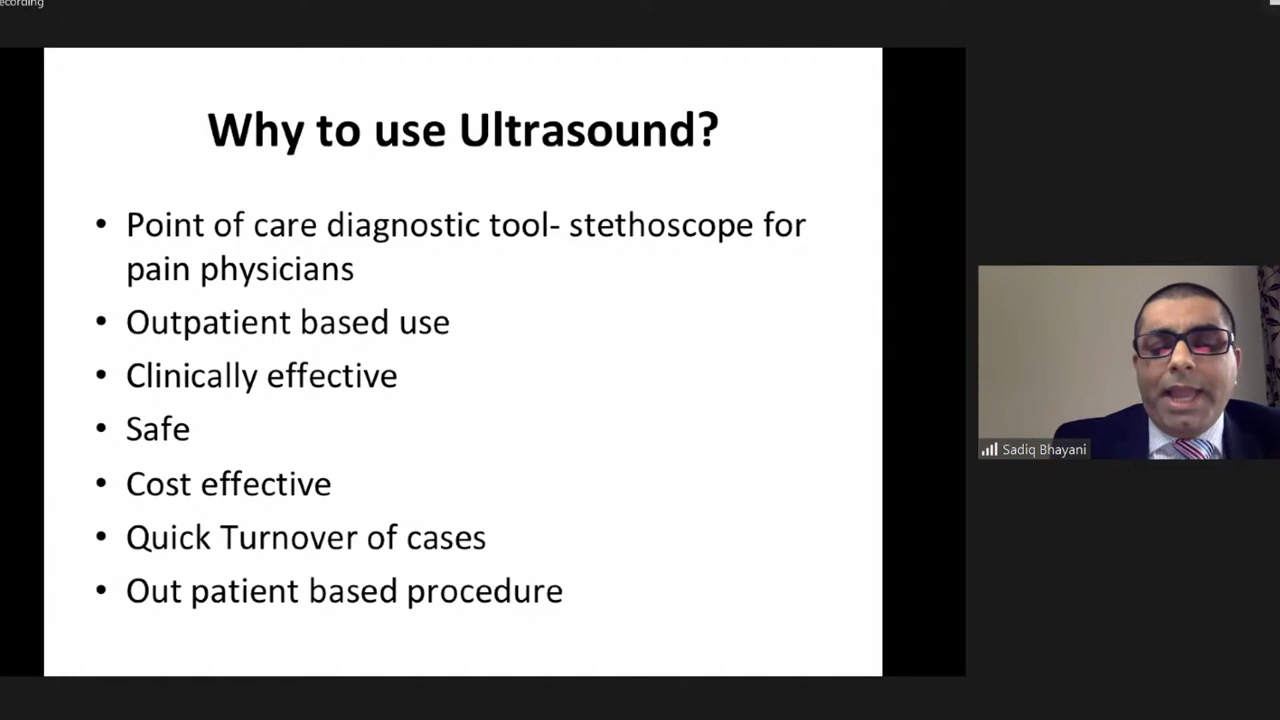 Why to use Ultrasound?
• Point of care diagnostic tool- stethoscope for
pain physicians
• Outpatient based use
• Clinically effective
• Safe
• Cost effective
• Quick Turnover of cases
• Out patient based procedure
Sadiq Bhayani